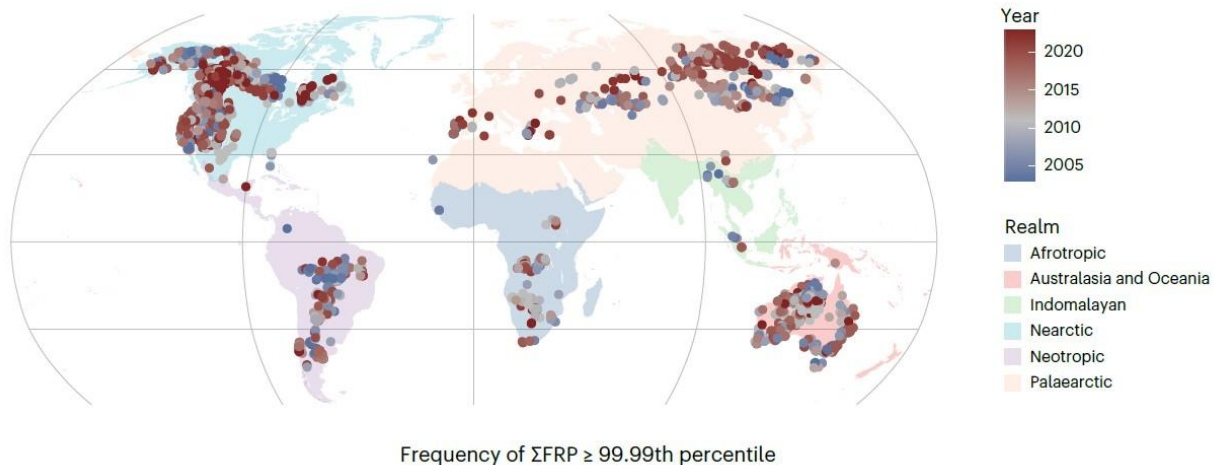 Year
2020
2015
2010
2005
Realm
Afrotropic
Australasia and Oceania
Indomalayan
Nearctic
Neotropic
Palaearctic
Frequency of ΣFRP ≥ 99.99th percentile